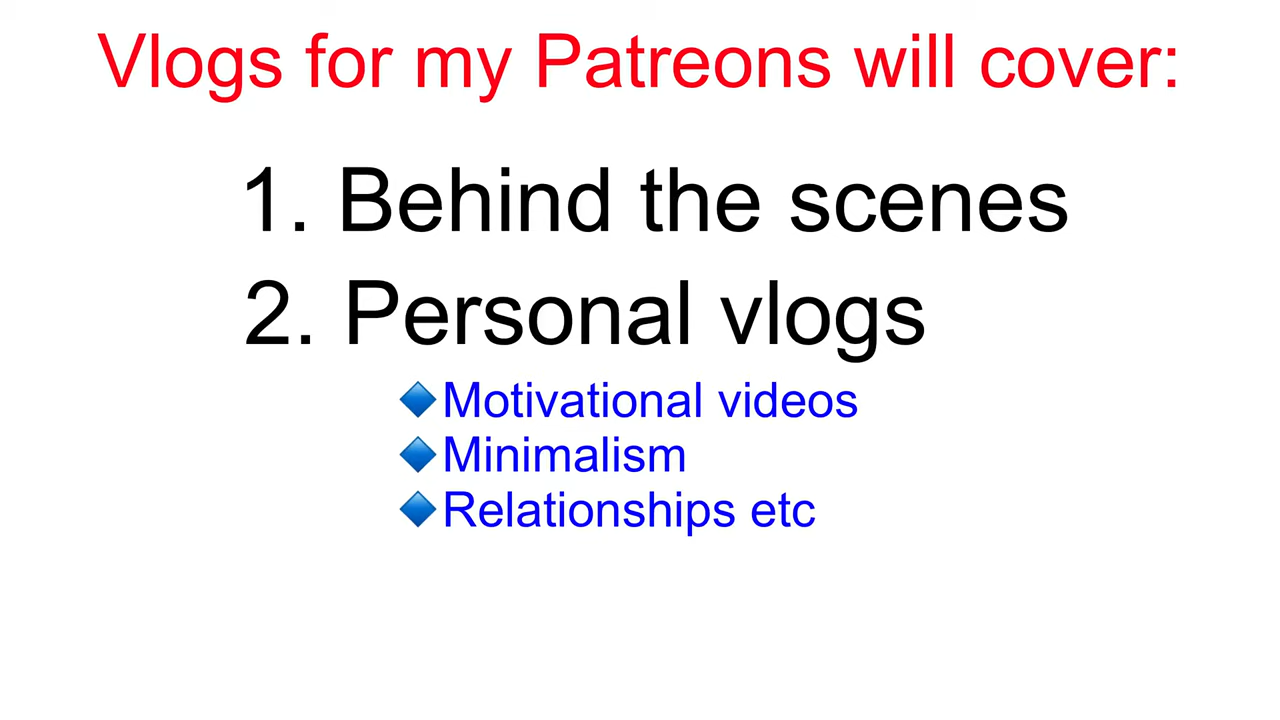 Vlogs for my Patreons will cover:
1. Behind the scenes
2. Personal vlogs
🔷Motivational videos
🔷Minimalism
🔷Relationships etc